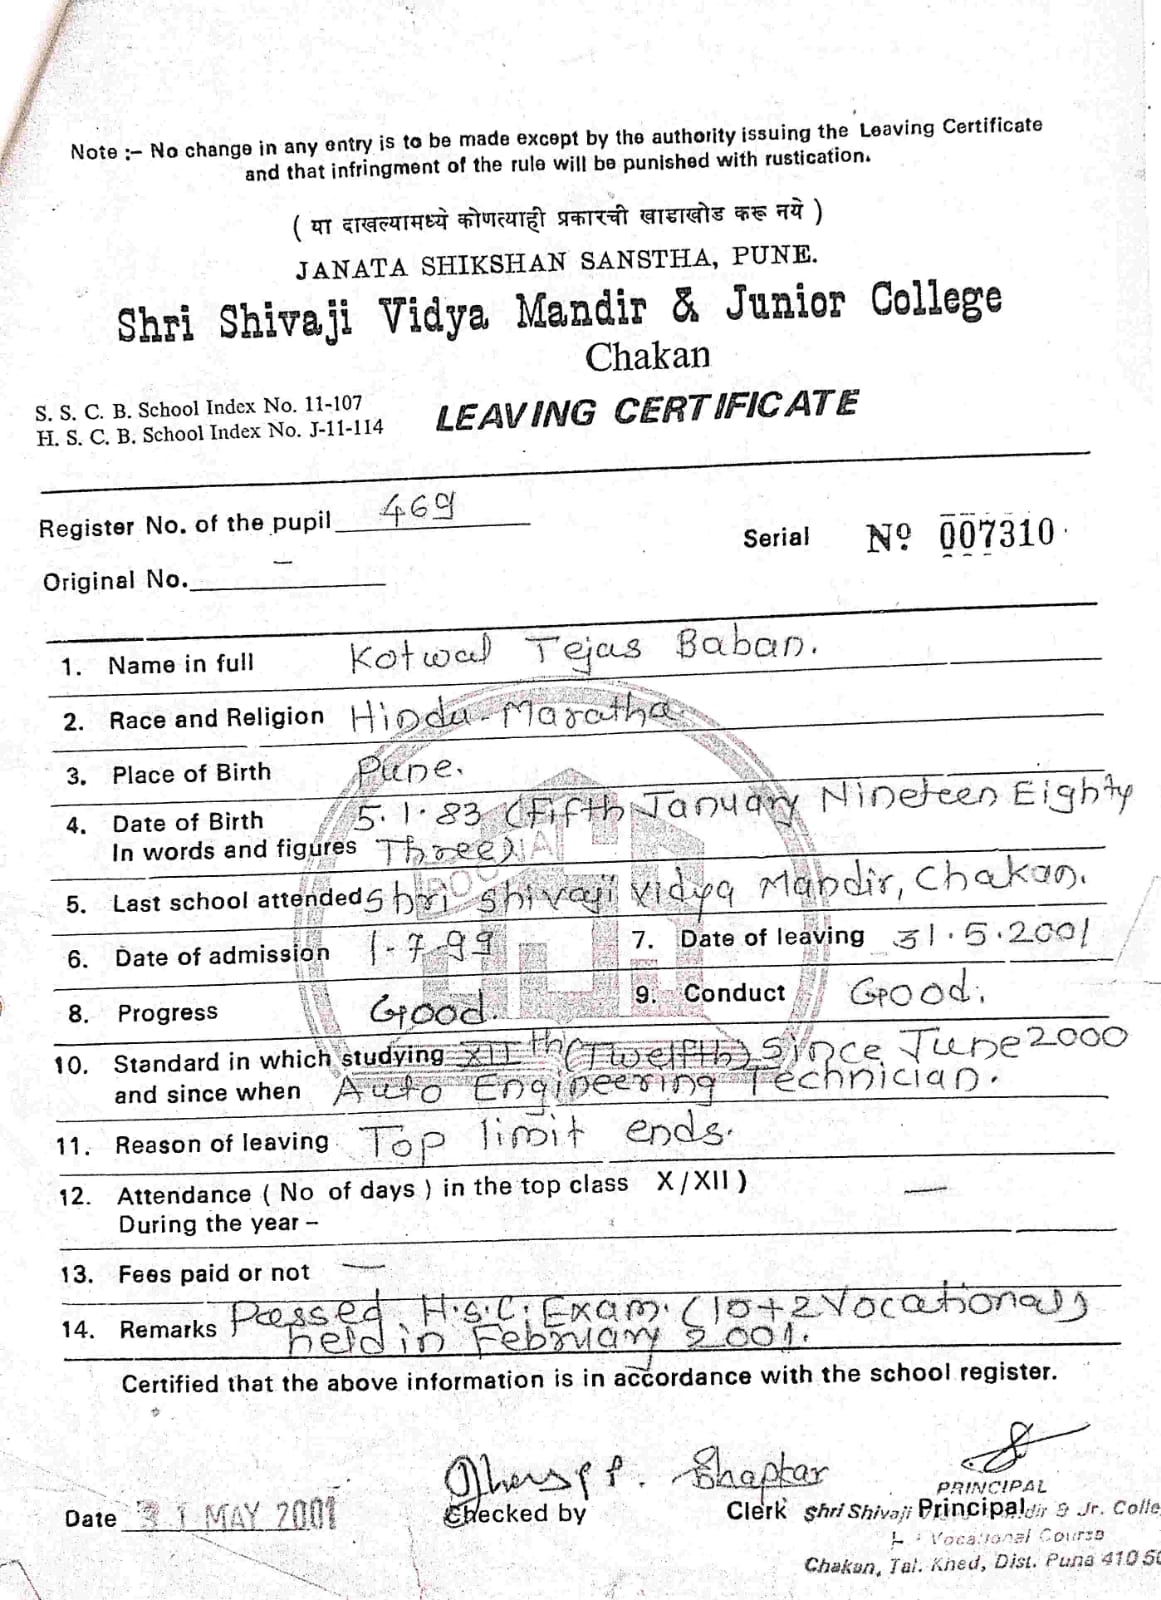 Note :– No change in any entry is to be made except by the authority issuing the Leaving Certificate
and that infringment of the rule will be punished with rustication.
( या दाखल्यामध्ये कोणत्याही प्रकारची खाडाखोड करू नये )
JANATA SHIKSHAN SANSTHA, PUNE.
Shri Shivaji Vidya Mandir & Junior College
Chakan
S. S. C. B. School Index No. 11-107
H. S. C. B. School Index No. J-11-114
LEAVING CERTIFICATE
Register No. of the pupil 469
Serial No 007310
Original No. —
1. Name in full Kotwal Tejas Baban.
2. Race and Religion Hindu-Maratha
3. Place of Birth Pune.
4. Date of Birth 5.1.83 (Fifth January Nineteen Eighty
In words and figures Three)
5. Last school attended Shri Shivaji Vidya Mandir, Chakan.
6. Date of admission 1-7-99 7. Date of leaving 31.5.2001
8. Progress Good. 9. Conduct Good.
10. Standard in which studying XIIth (Twelfth) since June 2000
and since when Auto Engineering Technician.
11. Reason of leaving Top limit ends.
12. Attendance ( No of days ) in the top class X/XII ) —
During the year –
13. Fees paid or not —
14. Remarks Passed H.S.C. Exam. (10+2 Vocational)
held in February 2001.
Certified that the above information is in accordance with the school register.
PRINCIPAL
Date 31 MAY 2001 Checked by Clerk Principal
Shri Shivaji & Jr. Colle
Vocational Course
Chakan, Tal. Khed, Dist. Puna 410 50